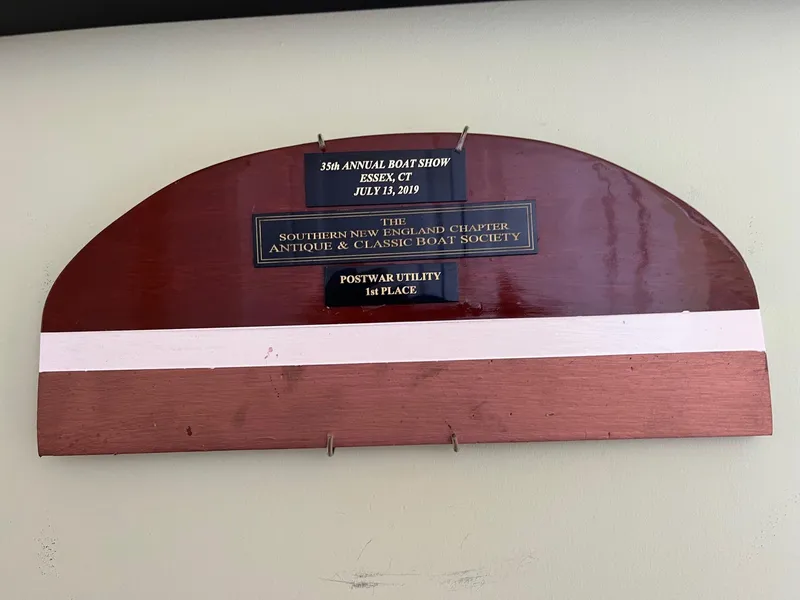 35th ANNUAL BOAT SHOW
ESSEX, CT
JULY 13, 2019
THE
SOUTHERN NEW ENGLAND CHAPTER
ANTIQUE & CLASSIC BOAT SOCIETY
POSTWAR UTILITY
1st PLACE